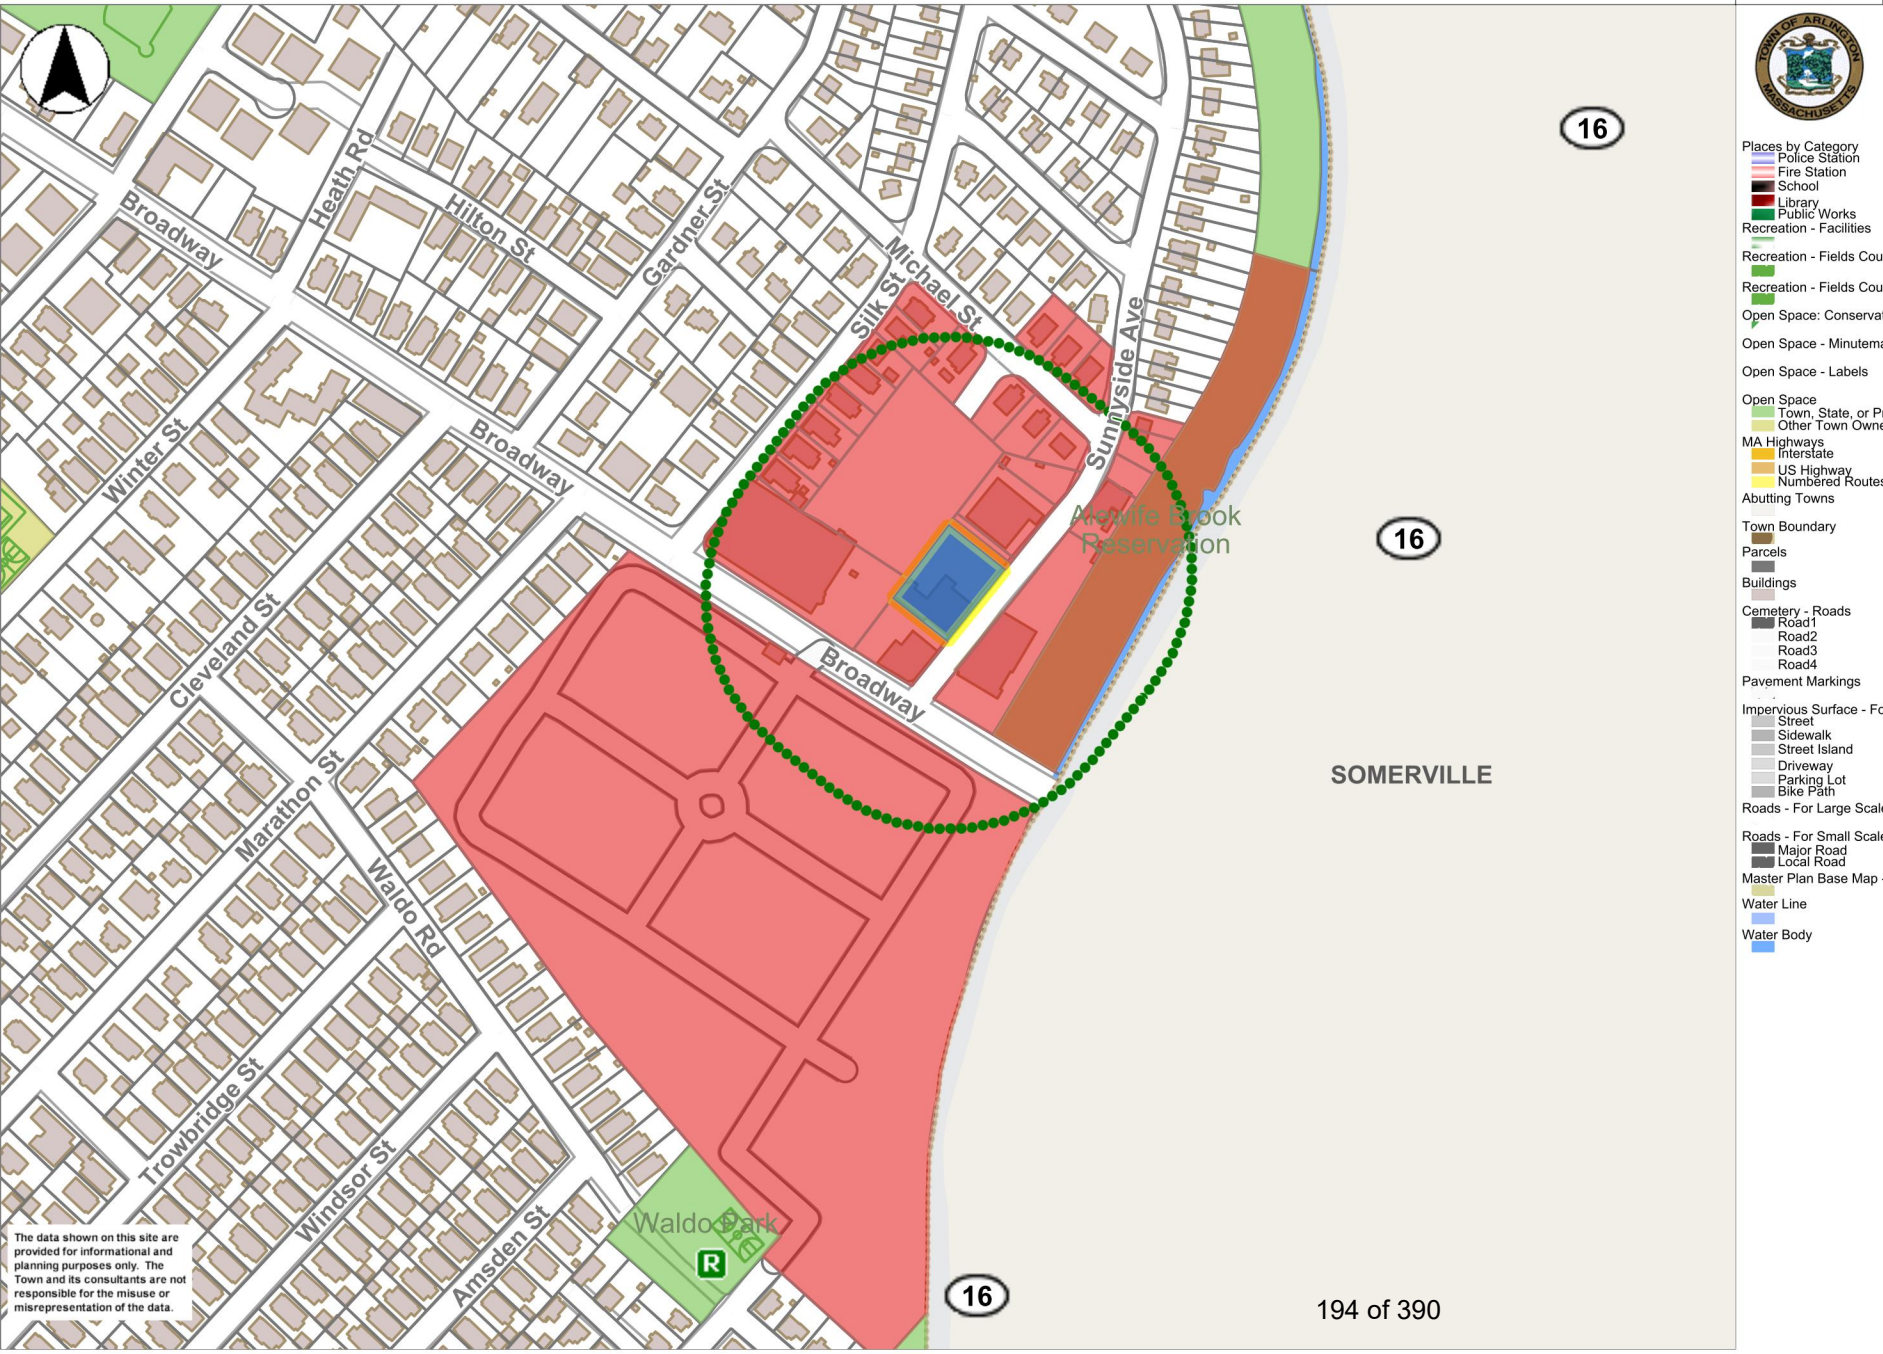 TOWN OF ARLINGTON
MASSACHUSETTS
16
Heath Rd
Broadway
Hilton St
Gardner St
Michael St
Silk St
Sunnyside Ave
Winter St
Broadway
Alewife Brook
Reservation
16
Broadway
Cleveland St
Marathon St
SOMERVILLE
Waldo Rd
Trowbridge St
Windsor St
Amsden St
Waldo Park
R
16
194 of 390
The data shown on this site are
provided for informational and
planning purposes only. The
Town and its consultants are not
responsible for the misuse or
misrepresentation of the data.
Places by Category
Police Station
Fire Station
School
Library
Public Works
Recreation - Facilities
Recreation - Fields Cou
Recreation - Fields Cou
Open Space: Conserva
Open Space - Minutema
Open Space - Labels
Open Space
Town, State, or Pr
Other Town Owne
MA Highways
Interstate
US Highway
Numbered Routes
Abutting Towns
Town Boundary
Parcels
Buildings
Cemetery - Roads
Road1
Road2
Road3
Road4
Pavement Markings
Impervious Surface - Fo
Street
Sidewalk
Street Island
Driveway
Parking Lot
Bike Path
Roads - For Large Scale
Roads - For Small Scale
Major Road
Local Road
Master Plan Base Map -
Water Line
Water Body